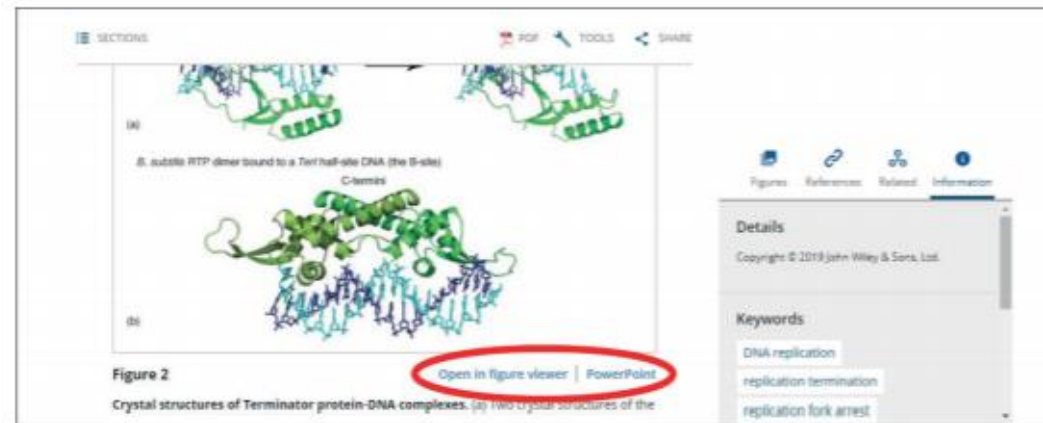 SECTIONS PDF TOOLS SHARE
(a)
B. subtilis RTP dimer bound to a TerI half-site DNA (the B-site)
C-termini
(b)
Figure 2 Open in figure viewer | PowerPoint
Crystal structures of Terminator protein-DNA complexes. (a) Two crystal structures of the
Figures References Related Information
Details
Copyright © 2019 John Wiley & Sons, Ltd.
Keywords
DNA replication
replication termination
replication fork arrest